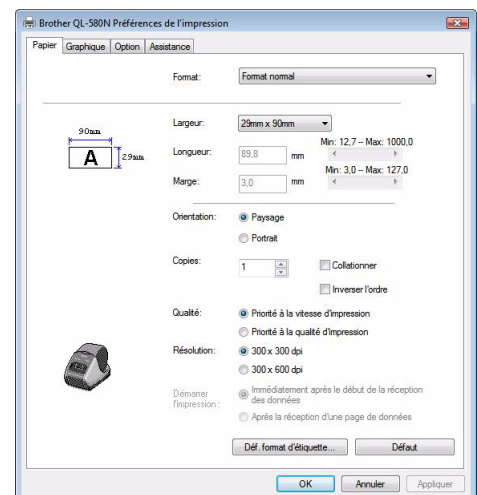 Brother QL-580N Préférences de l'impression
Papier Graphique Option Assistance
Format: Format normal
Largeur: 29mm x 90mm
90mm
A 29mm
Longueur: 89,8 mm Min: 12,7 – Max: 1000,0
Marge: 3,0 mm Min: 3,0 – Max: 127,0
Orientation: Paysage
Portrait
Copies: 1 Collationner
Inverser l'ordre
Qualité: Priorité à la vitesse d'impression
Priorité à la qualité d'impression
Résolution: 300 x 300 dpi
300 x 600 dpi
Démarrer l'impression : Immédiatement après le début de la réception
des données
Après la réception d'une page de données
Déf. format d'étiquette... Défaut
OK Annuler Appliquer